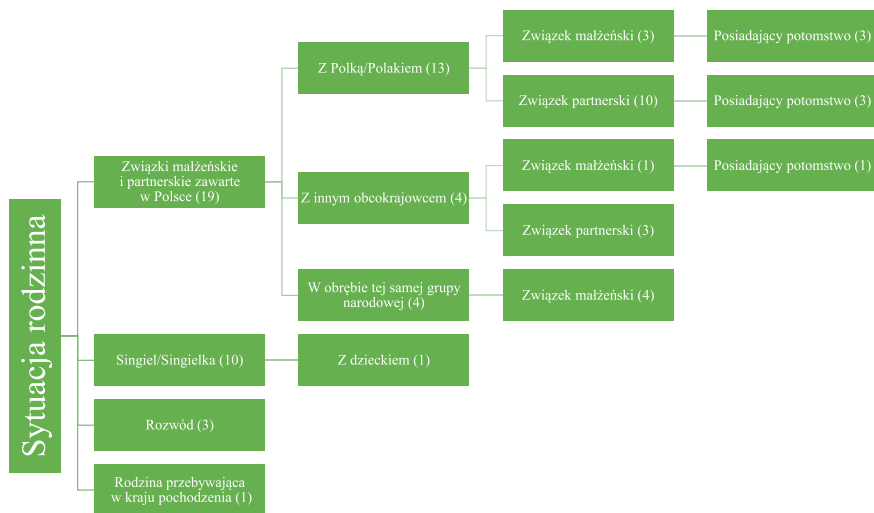 Sytuacja rodzinna
Związki małżeńskie
i partnerskie zawarte
w Polsce (19)
Z Polką/Polakiem (13)
Związek małżeński (3)
Posiadający potomstwo (3)
Związek partnerski (10)
Posiadający potomstwo (3)
Z innym obcokrajowcem (4)
Związek małżeński (1)
Posiadający potomstwo (1)
Związek partnerski (3)
W obrębie tej samej grupy
narodowej (4)
Związek małżeński (4)
Singiel/Singielka (10)
Z dzieckiem (1)
Rozwód (3)
Rodzina przebywająca
w kraju pochodzenia (1)